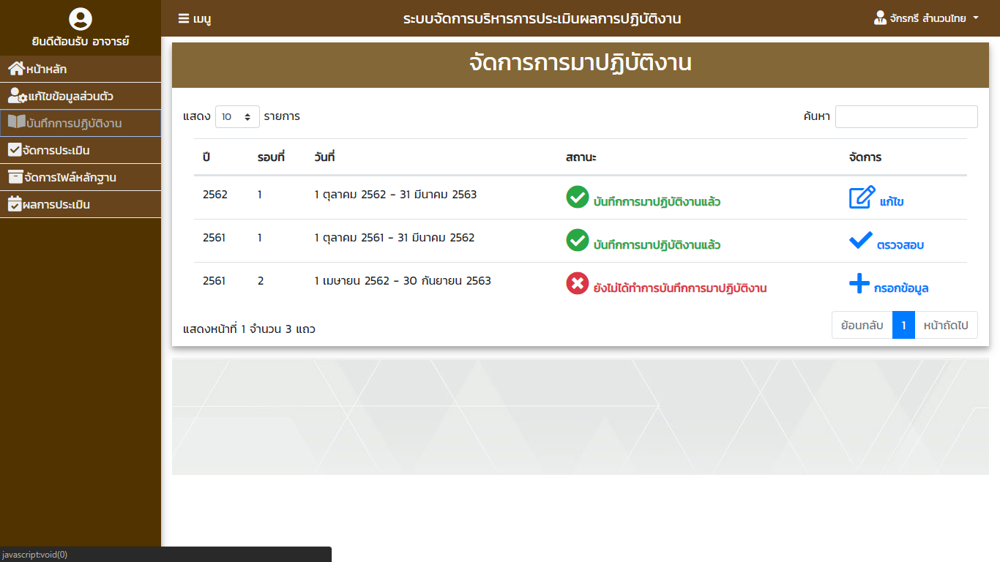 ยินดีต้อนรับ อาจารย์
หน้าหลัก
แก้ไขข้อมูลส่วนตัว
บันทึกการปฏิบัติงาน
จัดการประเมิน
จัดการไฟล์หลักฐาน
ผลการประเมิน
เมนู
ระบบจัดการบริหารการประเมินผลการปฏิบัติงาน
จักรกรี สำนวนไทย
จัดการการมาปฏิบัติงาน
แสดง 10 รายการ
ค้นหา
ปี รอบที่ วันที่ สถานะ จัดการ
2562 1 1 ตุลาคม 2562 - 31 มีนาคม 2563 บันทึกการมาปฏิบัติงานแล้ว แก้ไข
2561 1 1 ตุลาคม 2561 - 31 มีนาคม 2562 บันทึกการมาปฏิบัติงานแล้ว ตรวจสอบ
2561 2 1 เมษายน 2562 - 30 กันยายน 2563 ยังไม่ได้ทำการบันทึกการมาปฏิบัติงาน กรอกข้อมูล
แสดงหน้าที่ 1 จำนวน 3 แถว
ย้อนกลับ 1 หน้าถัดไป
javascript:void(0)